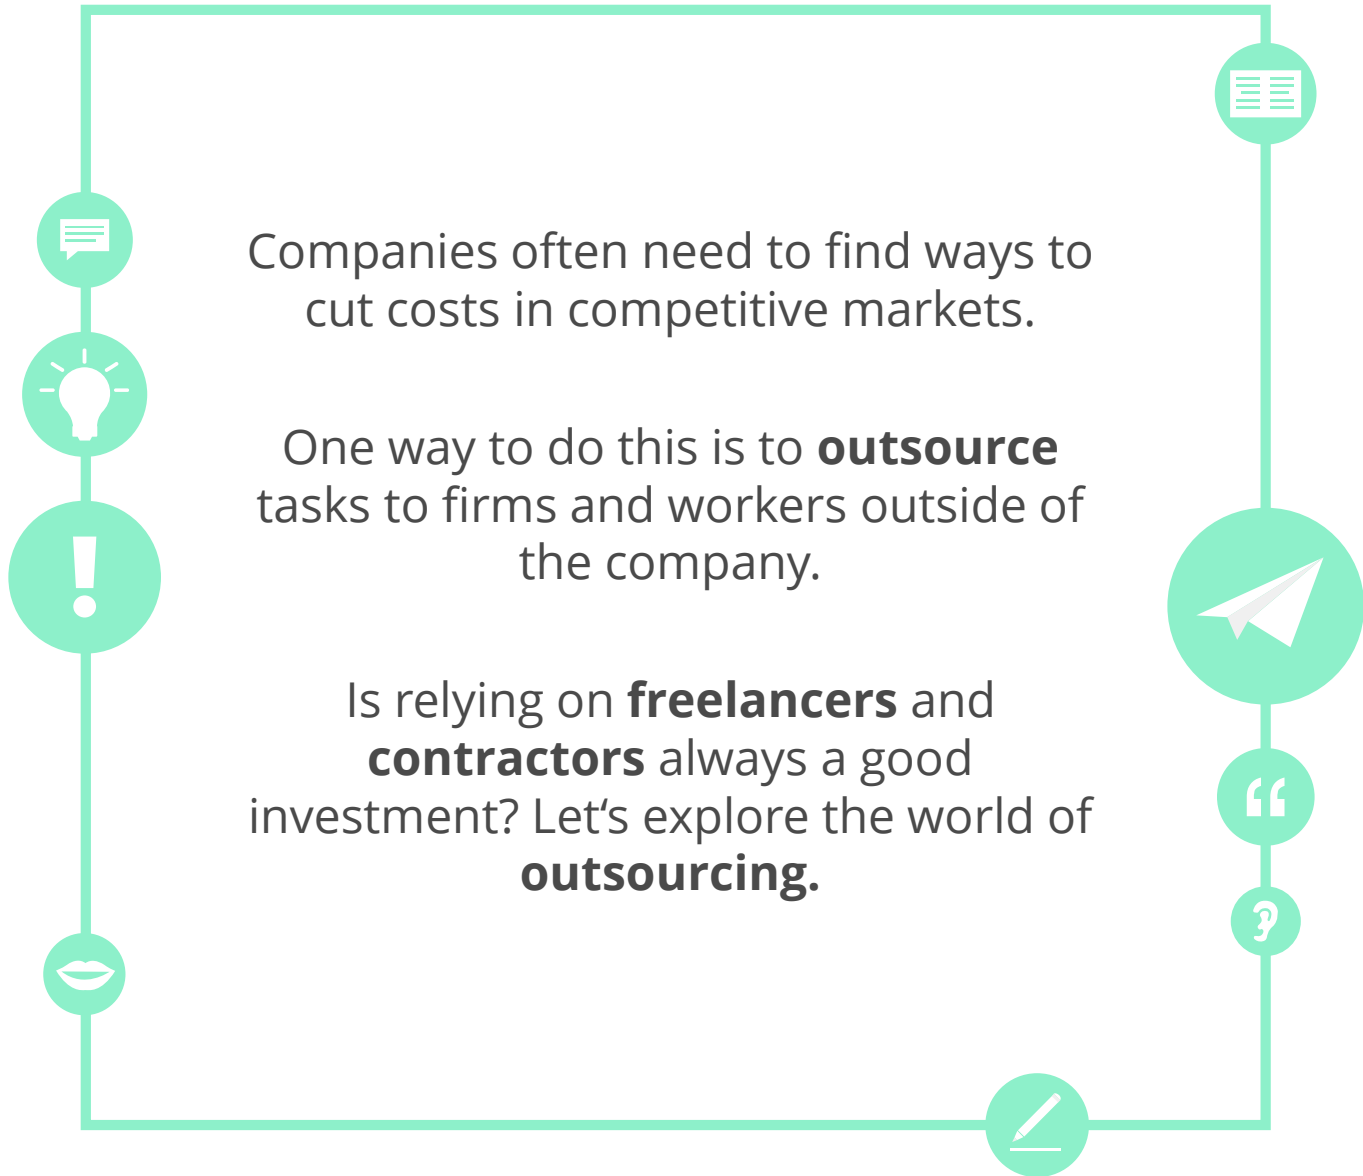 Companies often need to find ways to
cut costs in competitive markets.
One way to do this is to outsource
tasks to firms and workers outside of
the company.
Is relying on freelancers and
contractors always a good
investment? Let‘s explore the world of
outsourcing.